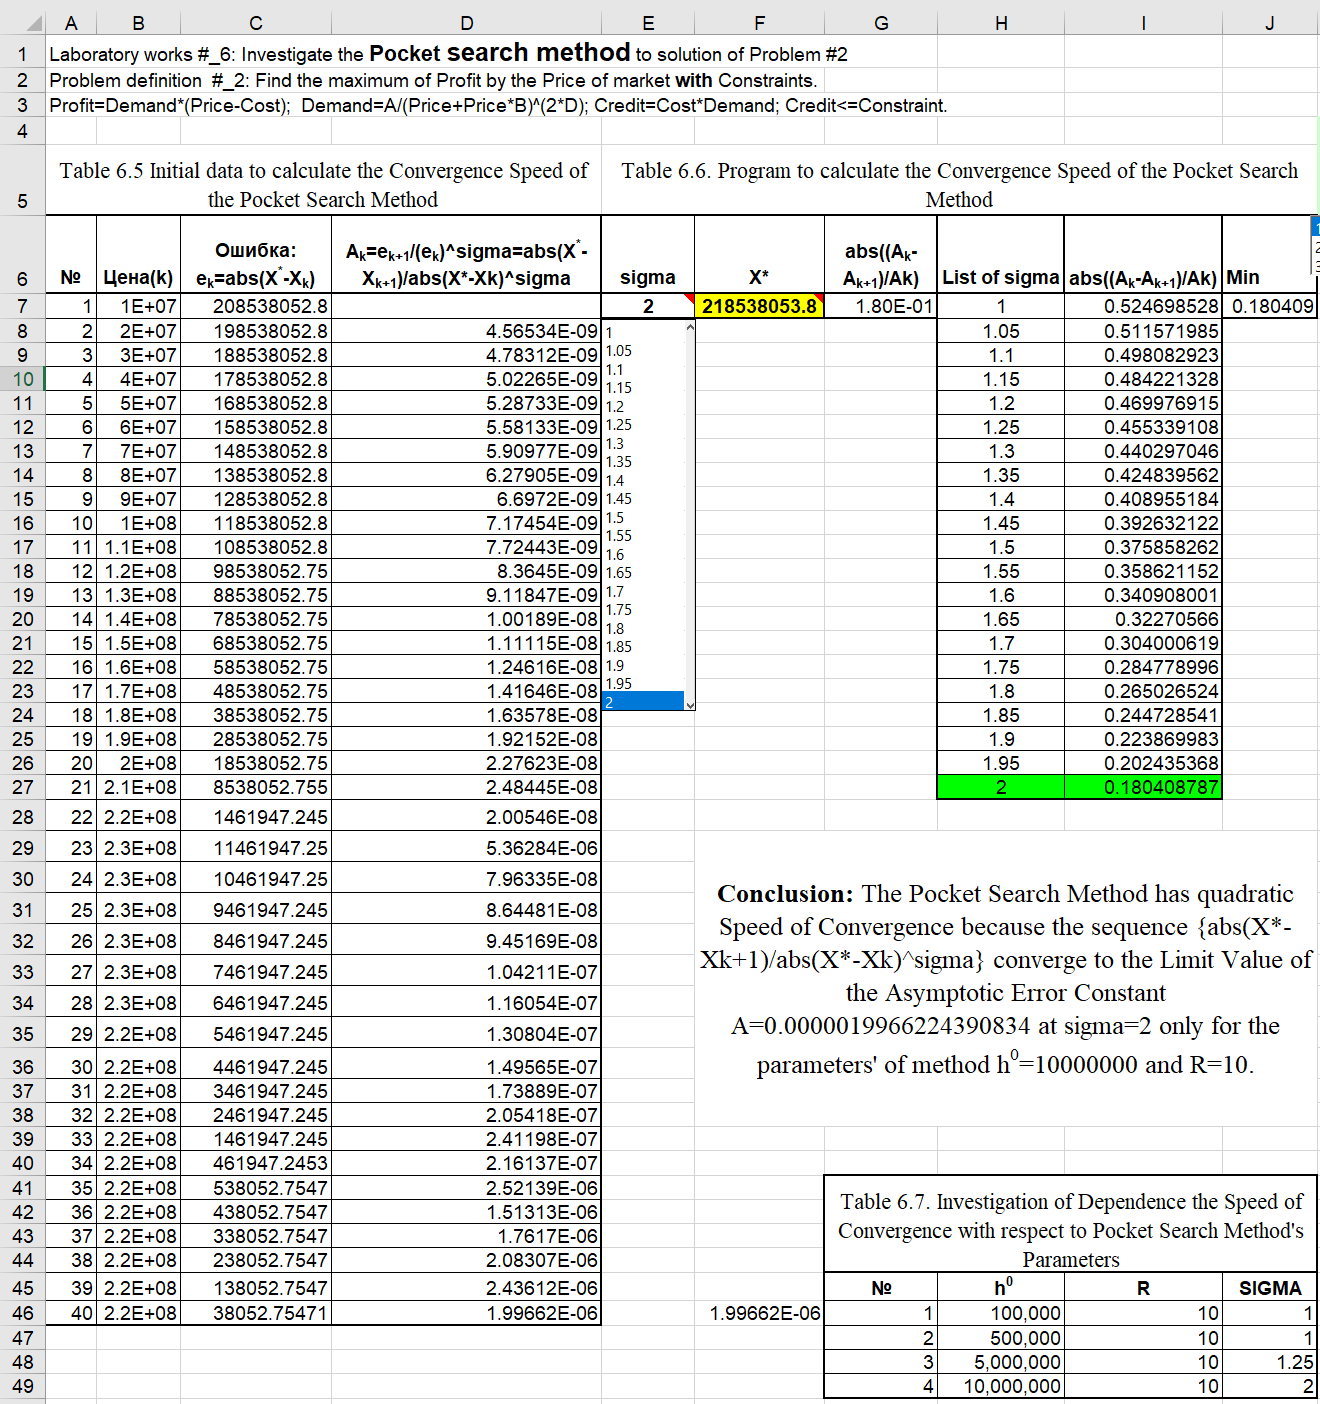 A B C D E F G H I J
1 Laboratory works #_6: Investigate the Pocket search method to solution of Problem #2
2 Problem definition #_2: Find the maximum of Profit by the Price of market with Constraints.
3 Profit=Demand*(Price-Cost); Demand=A/(Price+Price*B)^(2*D); Credit=Cost*Demand; Credit<=Constraint.
4
5 Table 6.5 Initial data to calculate the Convergence Speed of the Pocket Search Method Table 6.6. Program to calculate the Convergence Speed of the Pocket Search Method
6 № Цена(k) Ошибка: ek=abs(X*-Xk) Ak=ek+1/(ek)^sigma=abs(X*-Xk+1)/abs(X*-Xk)^sigma sigma X* abs((Ak-Ak+1)/Ak) List of sigma abs((Ak-Ak+1)/Ak) Min
7 1 1E+07 208538052.8 2 218538053.8 1.80E-01 1 0.524698528 0.180409
8 2 2E+07 198538052.8 4.56534E-09 1.05 0.511571985
9 3 3E+07 188538052.8 4.78312E-09 1.1 0.498082923
10 4 4E+07 178538052.8 5.02265E-09 1.15 0.484221328
11 5 5E+07 168538052.8 5.28733E-09 1.2 0.469976915
12 6 6E+07 158538052.8 5.58133E-09 1.25 0.455339108
13 7 7E+07 148538052.8 5.90977E-09 1.3 0.440297046
14 8 8E+07 138538052.8 6.27905E-09 1.35 0.424839562
15 9 9E+07 128538052.8 6.6972E-09 1.4 0.408955184
16 10 1E+08 118538052.8 7.17454E-09 1.45 0.392632122
17 11 1.1E+08 108538052.8 7.72443E-09 1.5 0.375858262
18 12 1.2E+08 98538052.75 8.3645E-09 1.55 0.358621152
19 13 1.3E+08 88538052.75 9.11847E-09 1.6 0.340908001
20 14 1.4E+08 78538052.75 1.00189E-08 1.65 0.32270566
21 15 1.5E+08 68538052.75 1.11115E-08 1.7 0.304000619
22 16 1.6E+08 58538052.75 1.24616E-08 1.75 0.284778996
23 17 1.7E+08 48538052.75 1.41646E-08 1.8 0.265026524
24 18 1.8E+08 38538052.75 1.63578E-08 1.85 0.244728541
25 19 1.9E+08 28538052.75 1.92152E-08 1.9 0.223869983
26 20 2E+08 18538052.75 2.27623E-08 1.95 0.202435368
27 21 2.1E+08 8538052.755 2.48445E-08 2 0.180408787
1
1.05
1.1
1.15
1.2
1.25
1.3
1.35
1.4
1.45
1.5
1.55
1.6
1.65
1.7
1.75
1.8
1.85
1.9
1.95
2
28 22 2.2E+08 1461947.245 2.00546E-08
29 23 2.3E+08 11461947.25 5.36284E-06
30 24 2.3E+08 10461947.25 7.96335E-08
31 25 2.3E+08 9461947.245 8.64481E-08
32 26 2.3E+08 8461947.245 9.45169E-08
33 27 2.3E+08 7461947.245 1.04211E-07
34 28 2.3E+08 6461947.245 1.16054E-07
35 29 2.2E+08 5461947.245 1.30804E-07
36 30 2.2E+08 4461947.245 1.49565E-07
37 31 2.2E+08 3461947.245 1.73889E-07
38 32 2.2E+08 2461947.245 2.05418E-07
39 33 2.2E+08 1461947.245 2.41198E-07
40 34 2.2E+08 461947.2453 2.16137E-07
41 35 2.2E+08 538052.7547 2.52139E-06
42 36 2.2E+08 438052.7547 1.51313E-06
43 37 2.2E+08 338052.7547 1.7617E-06
44 38 2.2E+08 238052.7547 2.08307E-06
45 39 2.2E+08 138052.7547 2.43612E-06
46 40 2.2E+08 38052.75471 1.99662E-06 1.99662E-06
47
48
49
Conclusion: The Pocket Search Method has quadratic
Speed of Convergence because the sequence {abs(X*-
Xk+1)/abs(X*-Xk)^sigma} converge to the Limit Value of
the Asymptotic Error Constant
A=0.0000019966224390834 at sigma=2 only for the
parameters' of method h0=10000000 and R=10.
Table 6.7. Investigation of Dependence the Speed of
Convergence with respect to Pocket Search Method's
Parameters
№ h0 R SIGMA
1 100,000 10 1
2 500,000 10 1
3 5,000,000 10 1.25
4 10,000,000 10 2